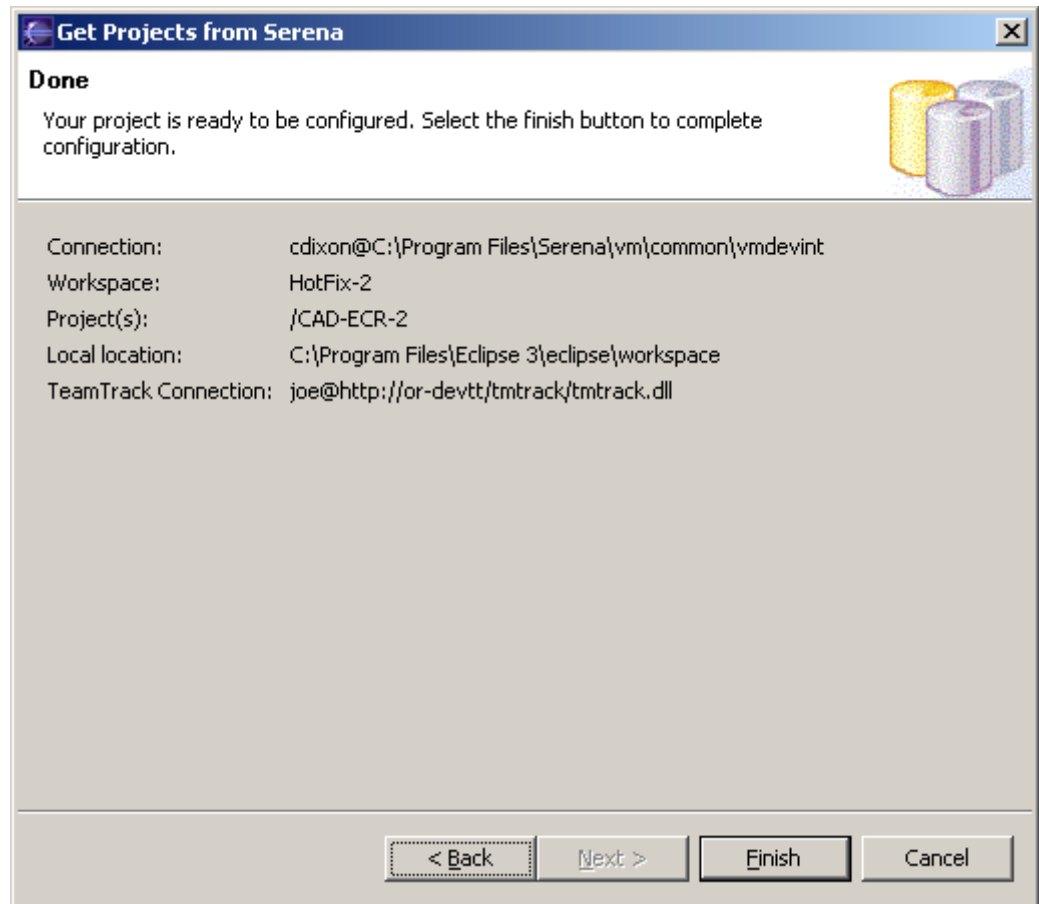 Get Projects from Serena
Done
Your project is ready to be configured. Select the finish button to complete
configuration.
Connection: cdixon@C:\Program Files\Serena\vm\common\vmdevint
Workspace: HotFix-2
Project(s): /CAD-ECR-2
Local location: C:\Program Files\Eclipse 3\eclipse\workspace
TeamTrack Connection: joe@http://or-devtt/tmtrack/tmtrack.dll
< Back Next > Finish Cancel